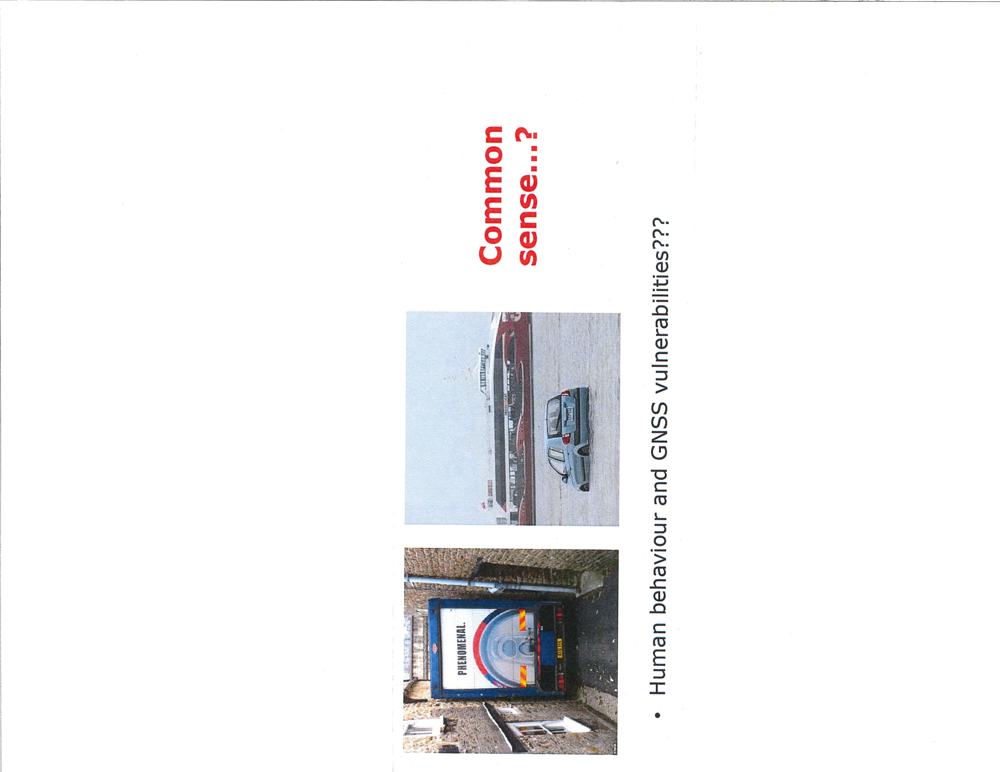 Common
sense....?
PHENOMENAL.
• Human behaviour and GNSS vulnerabilities???